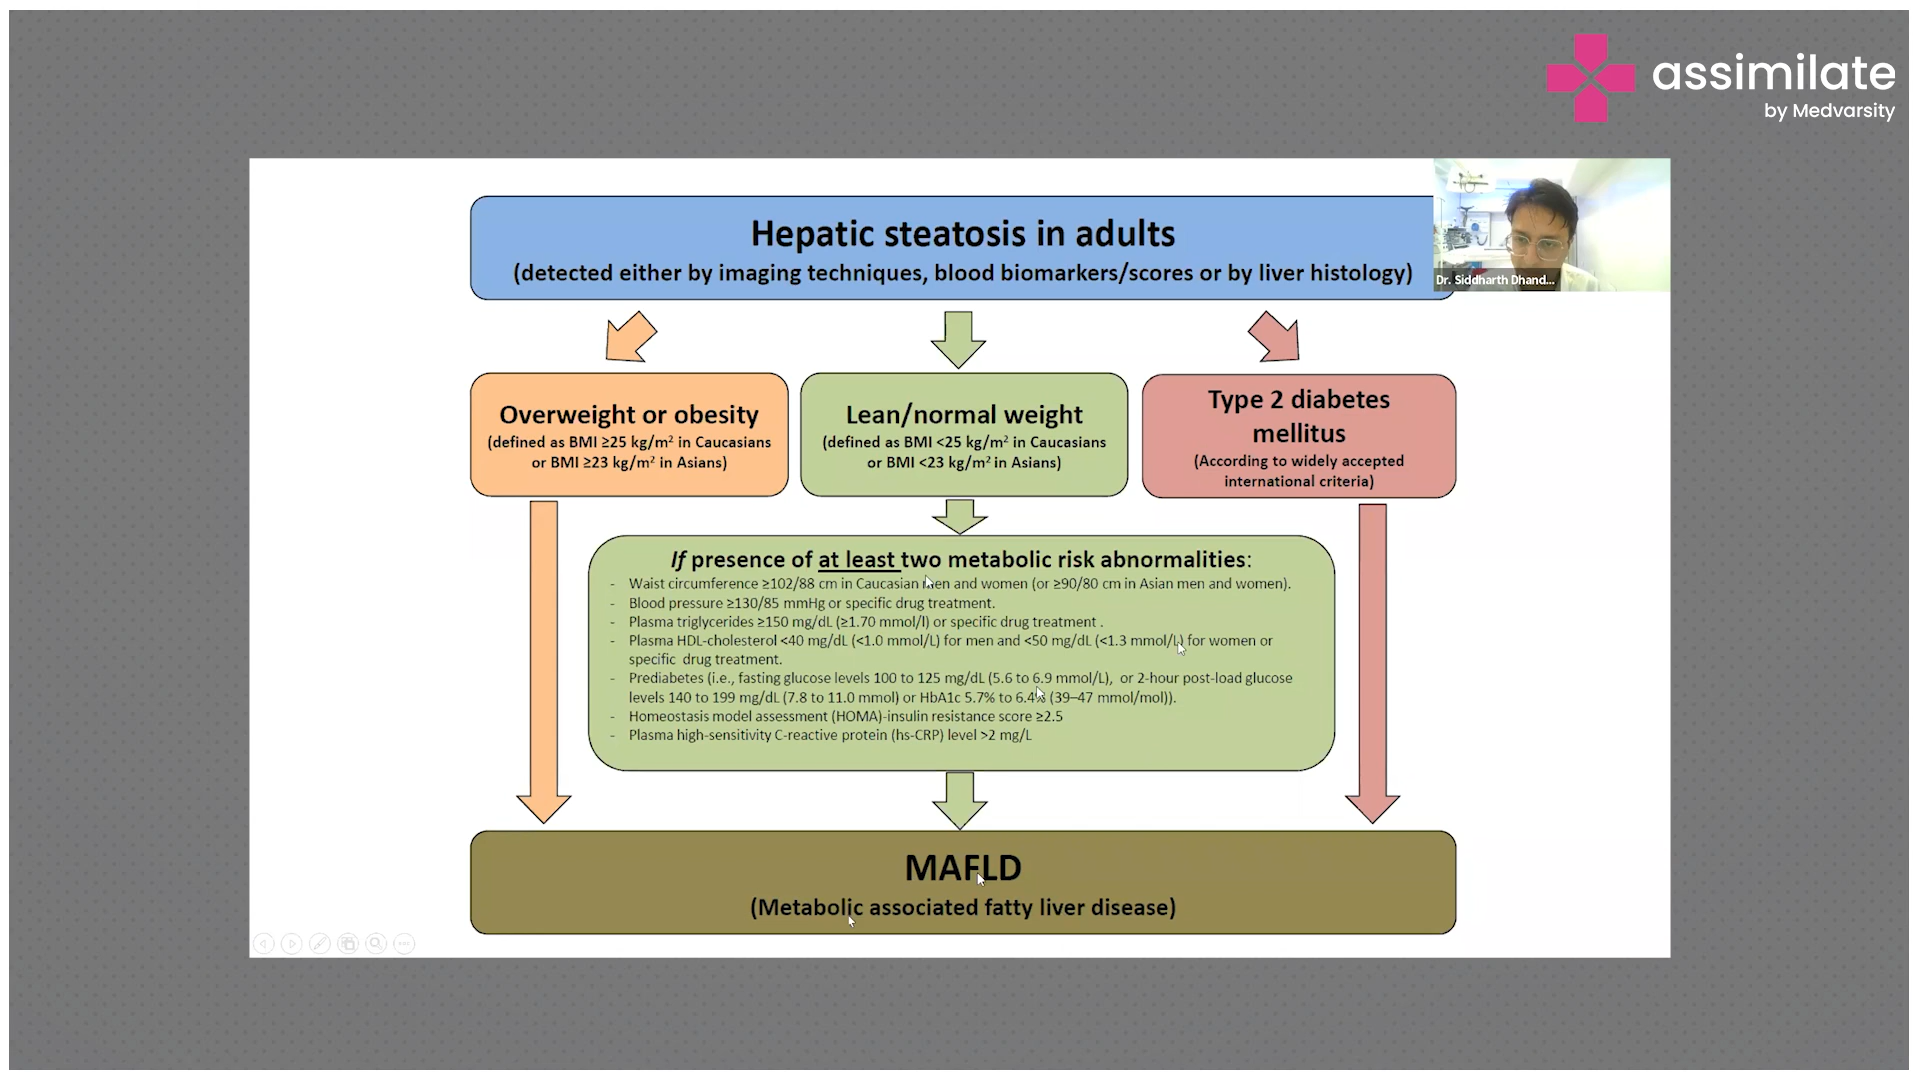 assimilate
by Medvarsity
Hepatic steatosis in adults
(detected either by imaging techniques, blood biomarkers/scores or by liver histology)
Dr. Siddharth Dhand...
Overweight or obesity
(defined as BMI ≥25 kg/m² in Caucasians
or BMI ≥23 kg/m² in Asians)
Lean/normal weight
(defined as BMI <25 kg/m² in Caucasians
or BMI <23 kg/m² in Asians)
Type 2 diabetes
mellitus
(According to widely accepted
international criteria)
If presence of at least two metabolic risk abnormalities:
- Waist circumference ≥102/88 cm in Caucasian men and women (or ≥90/80 cm in Asian men and women).
- Blood pressure ≥130/85 mmHg or specific drug treatment.
- Plasma triglycerides ≥150 mg/dL (≥1.70 mmol/l) or specific drug treatment .
- Plasma HDL-cholesterol <40 mg/dL (<1.0 mmol/L) for men and <50 mg/dL (<1.3 mmol/L) for women or
specific drug treatment.
- Prediabetes (i.e., fasting glucose levels 100 to 125 mg/dL (5.6 to 6.9 mmol/L), or 2-hour post-load glucose
levels 140 to 199 mg/dL (7.8 to 11.0 mmol) or HbA1c 5.7% to 6.4% (39–47 mmol/mol)).
- Homeostasis model assessment (HOMA)-insulin resistance score ≥2.5
- Plasma high-sensitivity C-reactive protein (hs-CRP) level >2 mg/L
MAFLD
(Metabolic associated fatty liver disease)